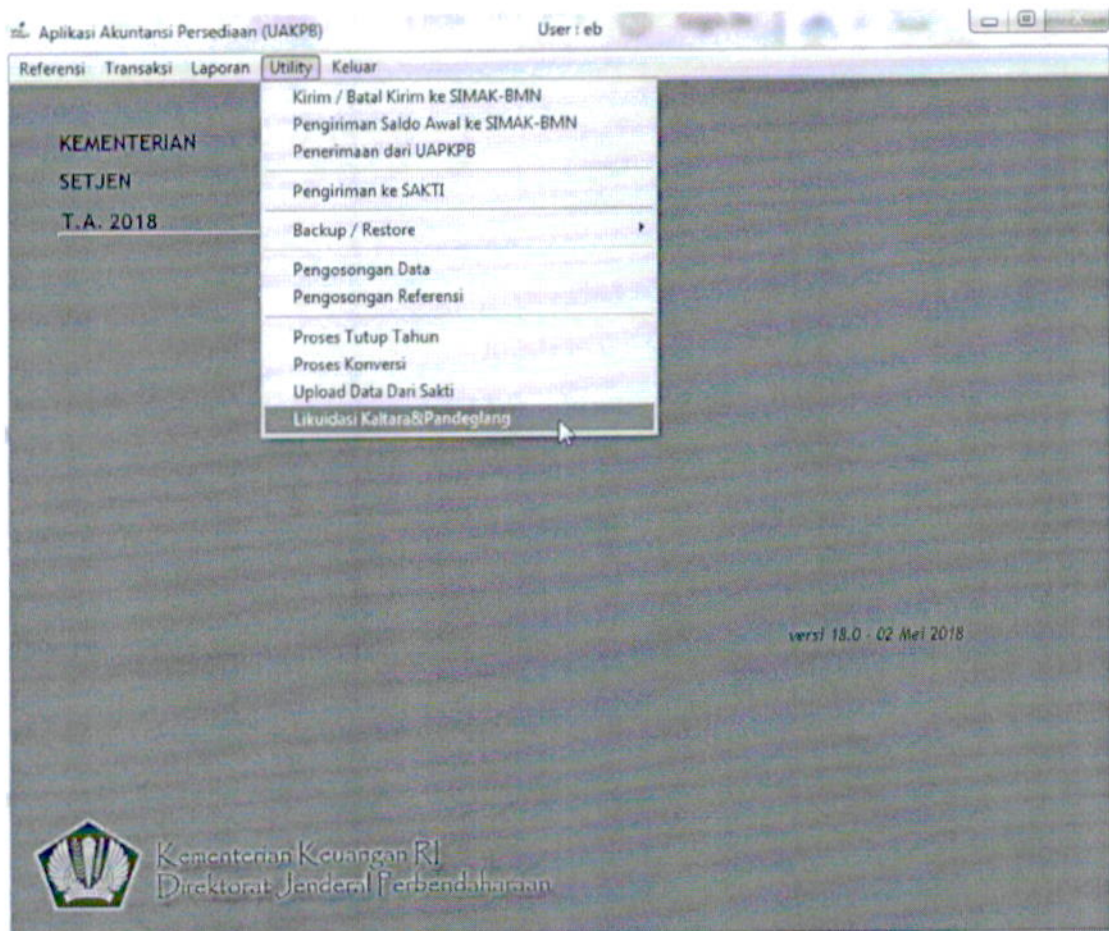 Aplikasi Akuntansi Persediaan (UAKPB) User : eb
Referensi Transaksi Laporan Utility Keluar
Kirim / Batal Kirim ke SIMAK-BMN
Pengiriman Saldo Awal ke SIMAK-BMN
Penerimaan dari UAPKPB
Pengiriman ke SAKTI
Backup / Restore
Pengosongan Data
Pengosongan Referensi
Proses Tutup Tahun
Proses Konversi
Upload Data Dari Sakti
Likuidasi Kaltara&Pandeglang
KEMENTERIAN
SETJEN
T.A. 2018
versi 18.0 - 02 Mei 2018
Kementerian Keuangan RI
Direktorat Jenderal Perbendaharaan